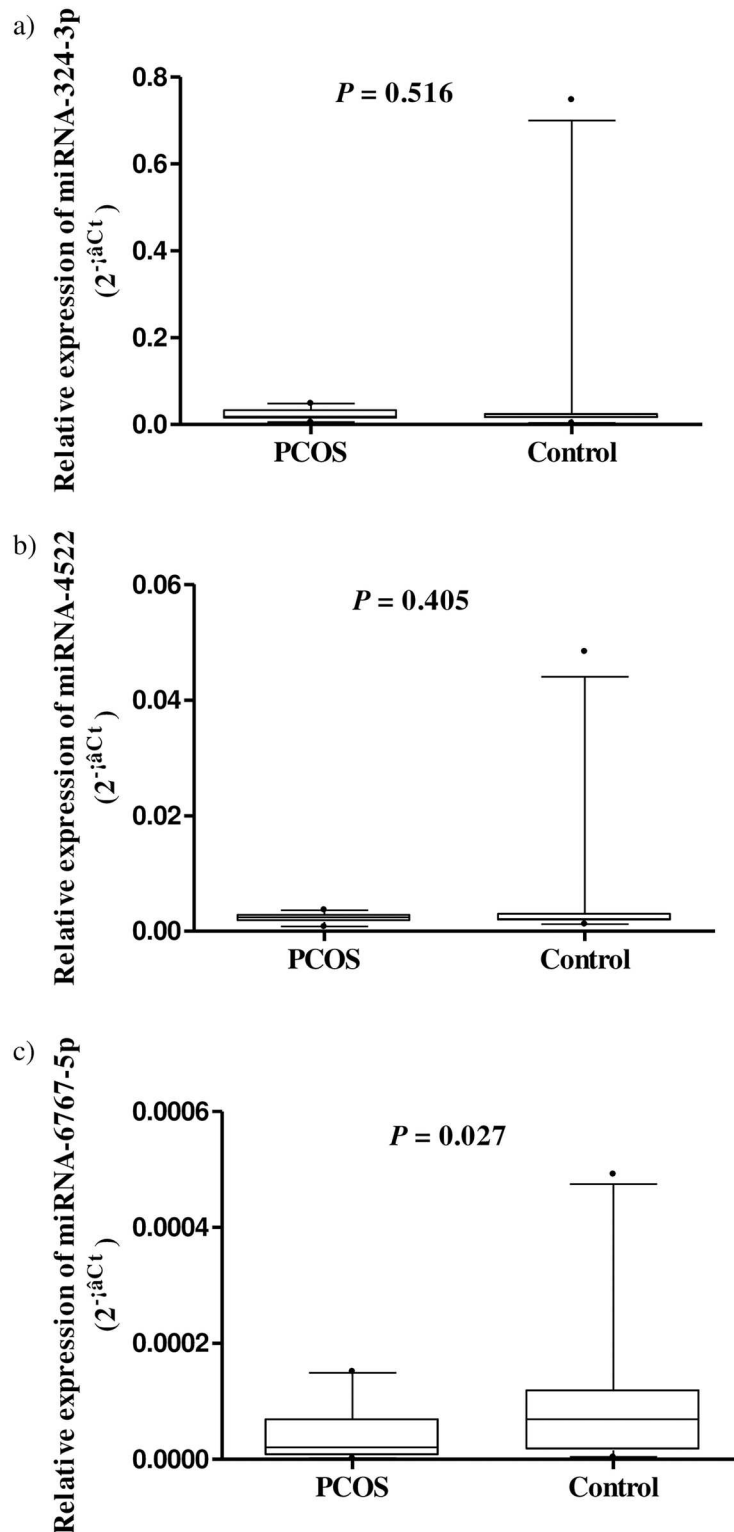 a)
Relative expression of miRNA-324-3p
(2-¡âCt)
P = 0.516
0.8
0.6
0.4
0.2
0.0
PCOS Control
b)
Relative expression of miRNA-4522
(2-¡âCt)
P = 0.405
0.06
0.04
0.02
0.00
PCOS Control
c)
Relative expression of miRNA-6767-5p
(2-¡âCt)
P = 0.027
0.0006
0.0004
0.0002
0.0000
PCOS Control